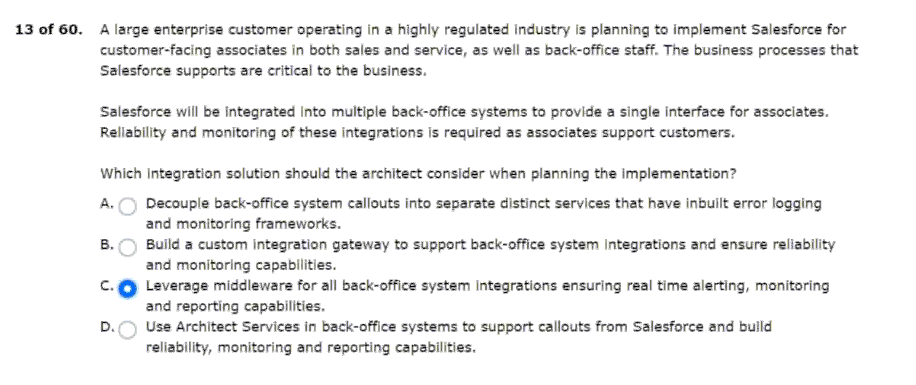 13 of 60. A large enterprise customer operating in a highly regulated industry is planning to implement Salesforce for
customer-facing associates in both sales and service, as well as back-office staff. The business processes that
Salesforce supports are critical to the business.
Salesforce will be integrated into multiple back-office systems to provide a single interface for associates.
Reliability and monitoring of these integrations is required as associates support customers.
Which integration solution should the architect consider when planning the implementation?
A. Decouple back-office system callouts into separate distinct services that have inbuilt error logging
and monitoring frameworks.
B. Build a custom integration gateway to support back-office system integrations and ensure reliability
and monitoring capabilities.
C. Leverage middleware for all back-office system integrations ensuring real time alerting, monitoring
and reporting capabilities.
D. Use Architect Services in back-office systems to support callouts from Salesforce and build
reliability, monitoring and reporting capabilities.